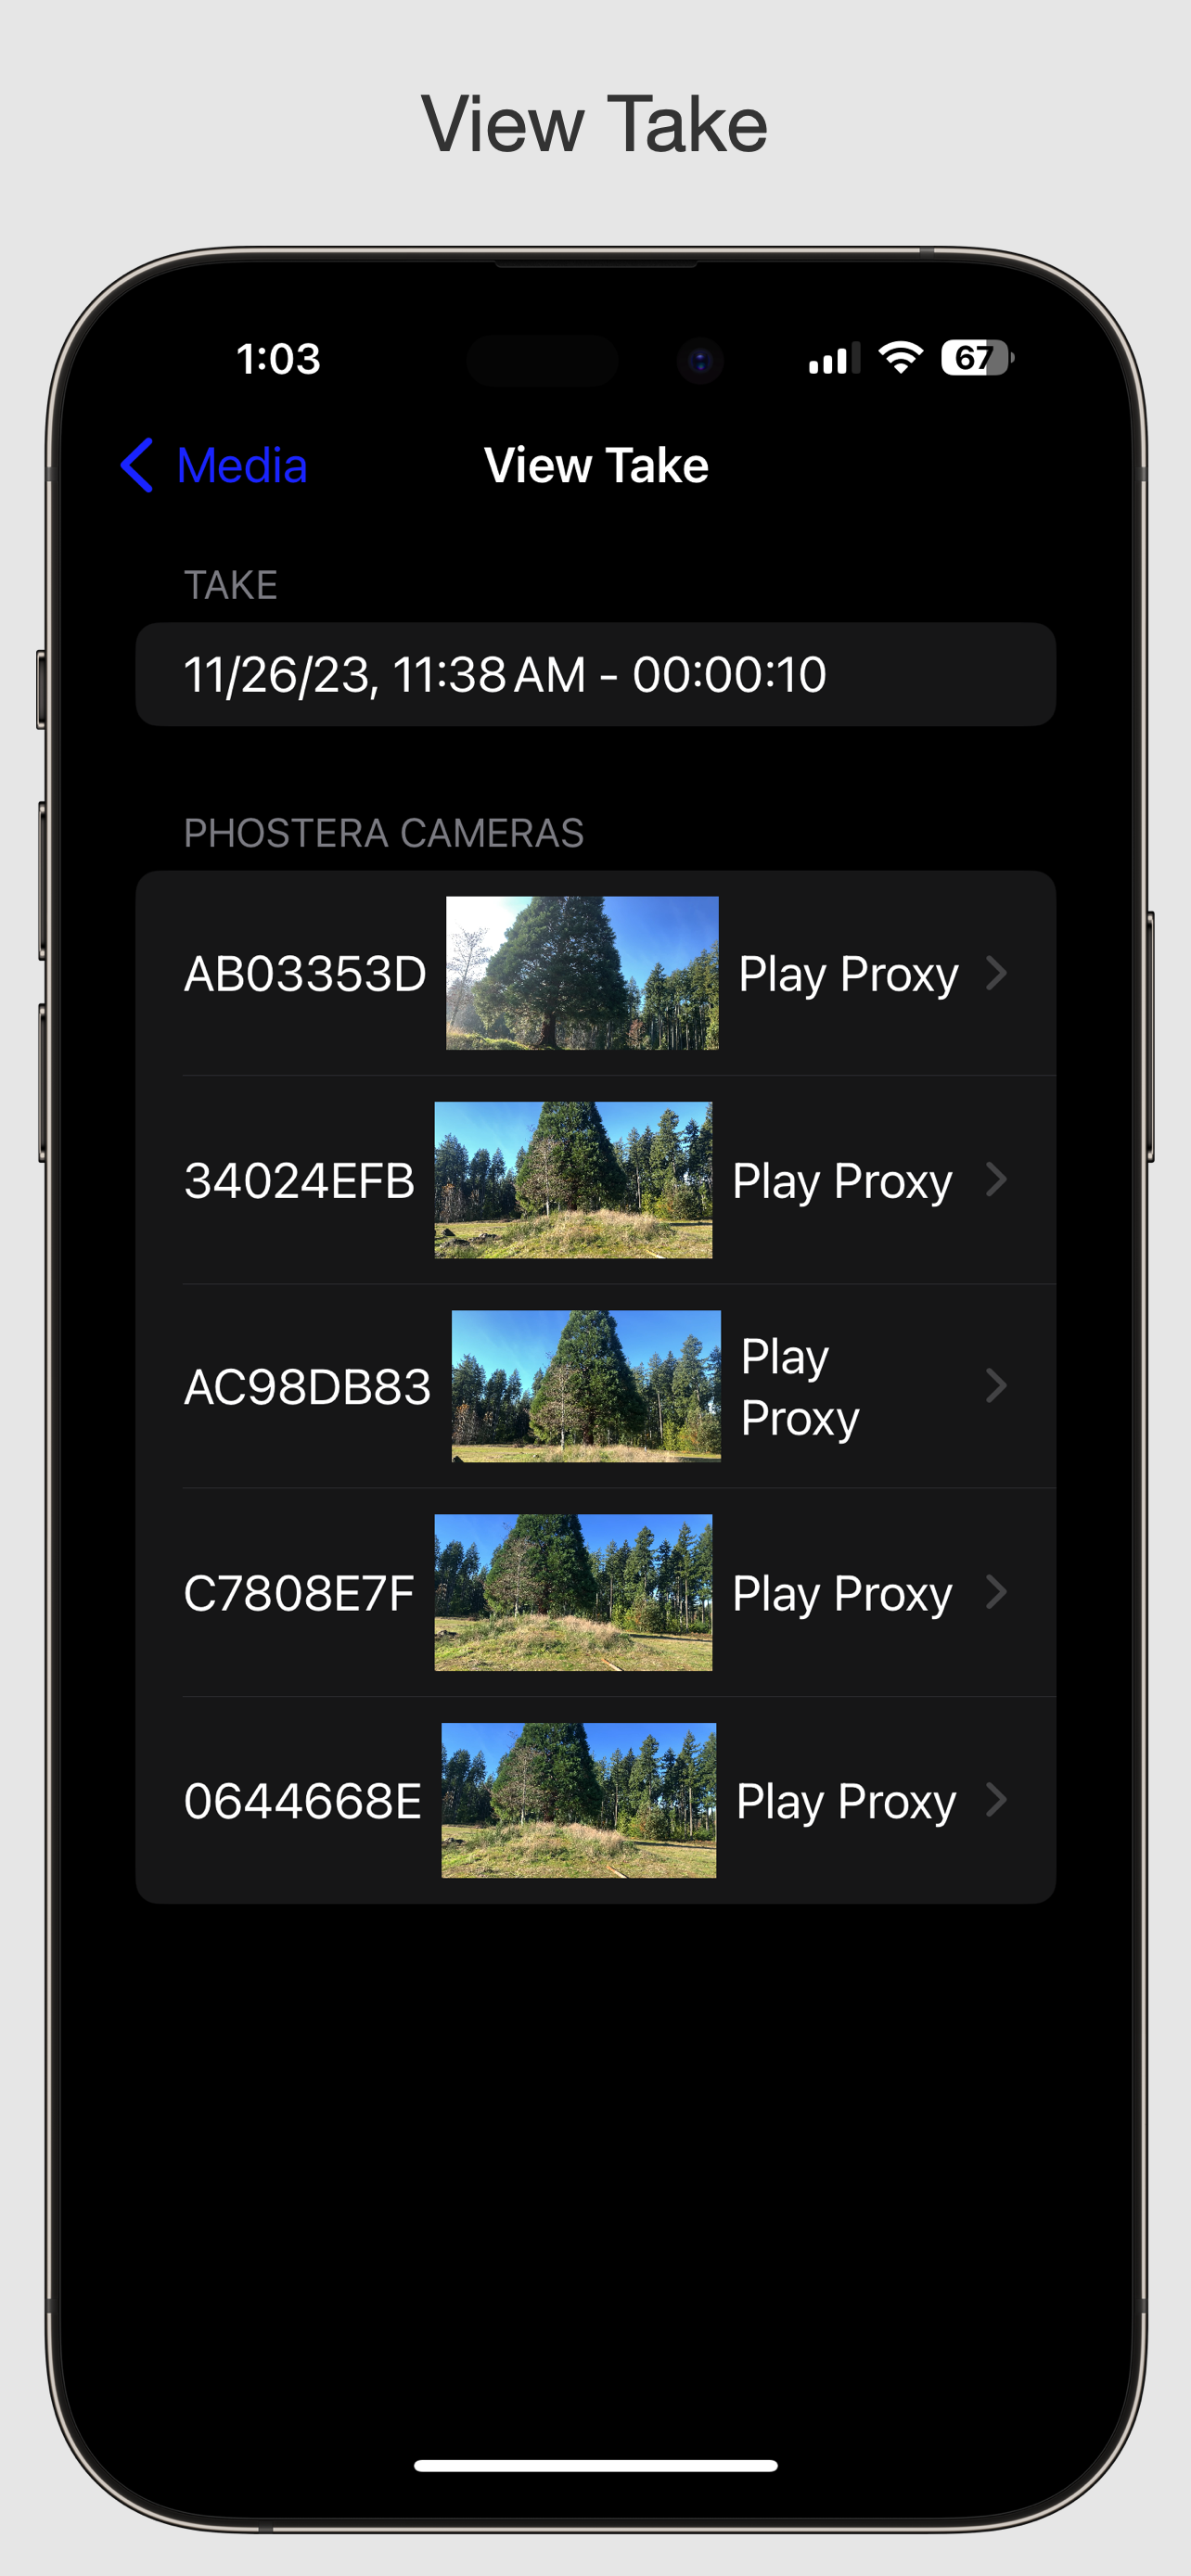 View Take
1:03
67
Media
View Take
TAKE
11/26/23, 11:38 AM - 00:00:10
PHOSTERA CAMERAS
AB03353D Play Proxy
34024EFB Play Proxy
AC98DB83 Play
Proxy
C7808E7F Play Proxy
0644668E Play Proxy